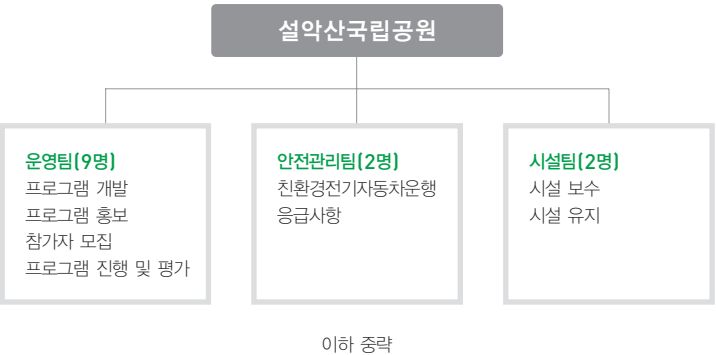 설악산국립공원
운영팀(9명)
프로그램 개발
프로그램 홍보
참가자 모집
프로그램 진행 및 평가
안전관리팀(2명)
친환경전기자동차운행
응급사항
시설팀(2명)
시설 보수
시설 유지
이하 중략